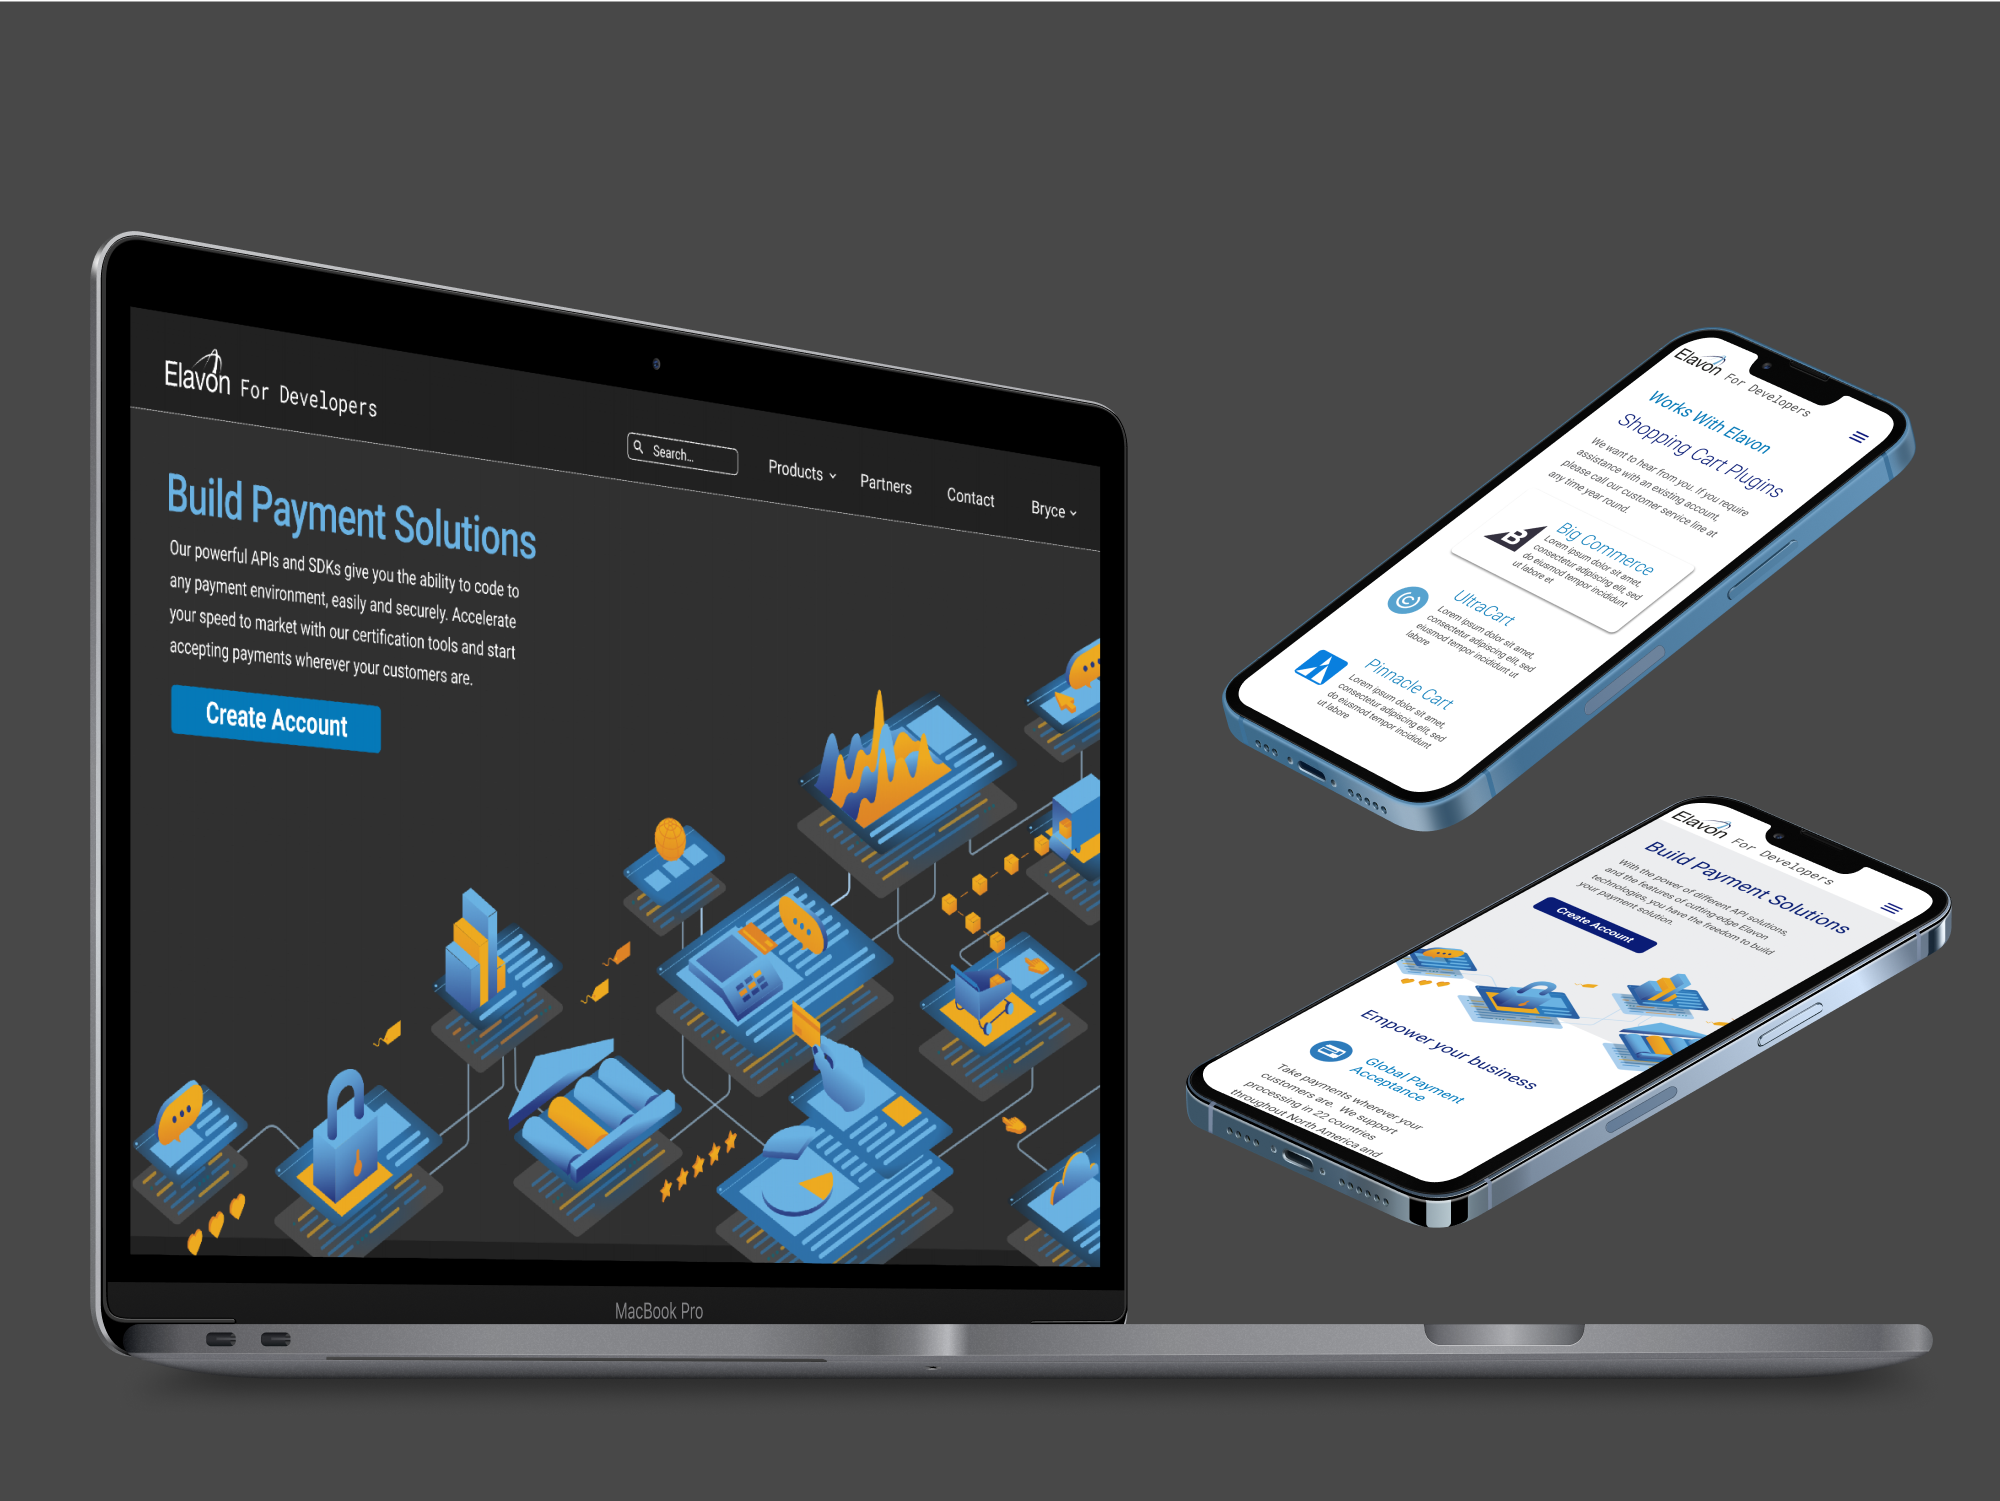 Elavon For Developers
Search...
Products
Partners
Contact
Bryce
Build Payment Solutions
Our powerful APIs and SDKs give you the ability to code to
any payment environment, easily and securely. Accelerate
your speed to market with our certification tools and start
accepting payments wherever your customers are.
Create Account
MacBook Pro
Elavon For Developers
Works With Elavon
Shopping Cart Plugins
We want to hear from you. If you require
assistance with an existing account,
please call our customer service line at
any time year round.
B
Big Commerce
Lorem ipsum dolor sit amet,
consectetur adipiscing elit, sed
do eiusmod tempor incididunt
ut labore et
C
UltraCart
Lorem ipsum dolor sit amet,
consectetur adipiscing elit, sed
eiusmod tempor incididunt ut
labore
Pinnacle Cart
Lorem ipsum dolor sit amet,
consectetur adipiscing elit, sed
do eiusmod tempor incididunt
ut labore
Elavon For Developers
Build Payment Solutions
With the power of different API solutions,
and the features of cutting-edge Elavon
technologies, you have the freedom to build
your payment solution.
Create Account
Empower your business
Global Payment
Acceptance
Take payments wherever your
customers are. We support
processing in 22 countries
throughout North America and